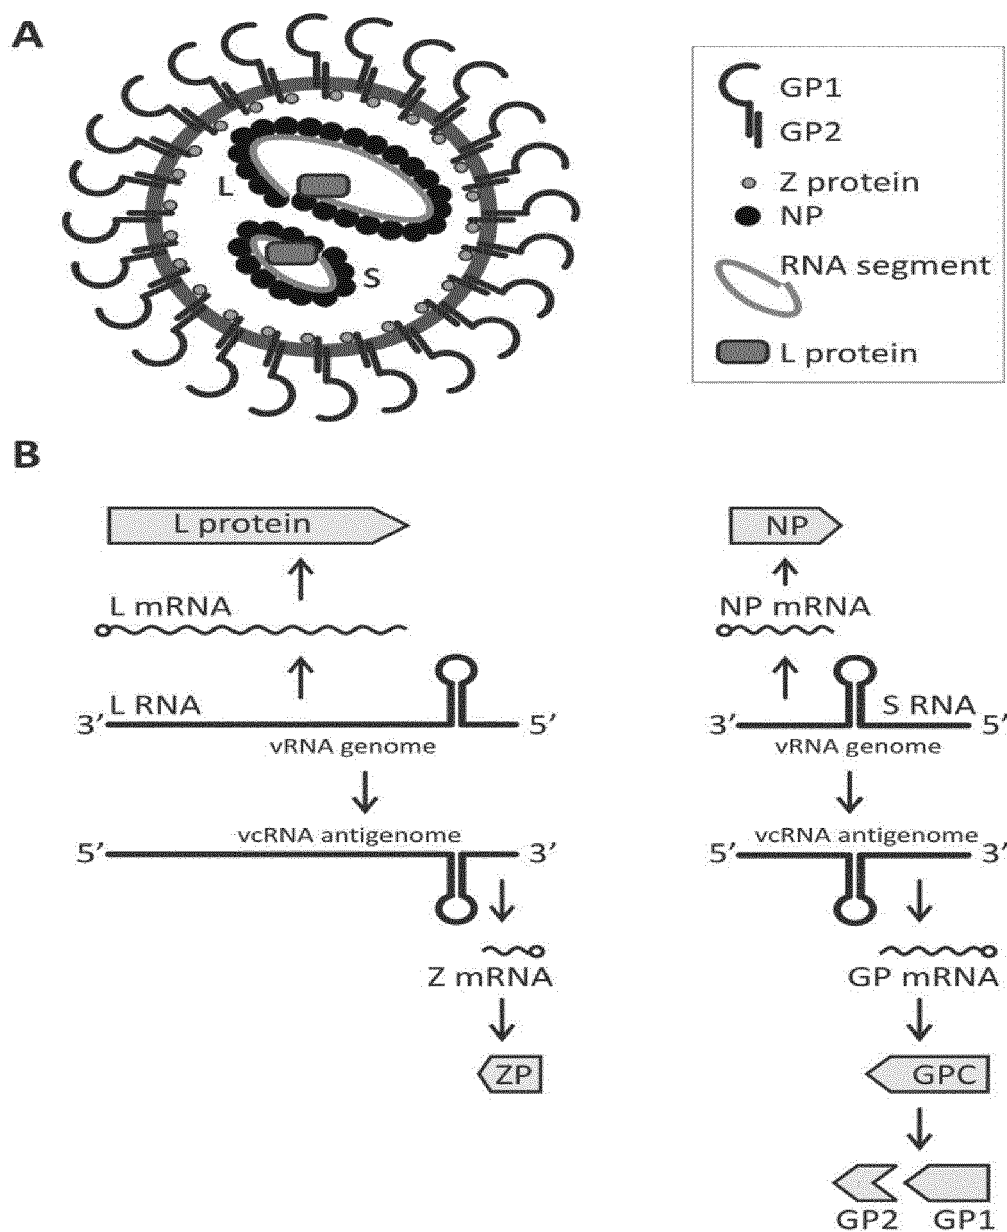 A
GP1
GP2
Z protein
NP
RNA segment
L protein
L
S
B
L protein
NP
L mRNA
NP mRNA
L RNA
S RNA
3’
5’
3’
5’
vRNA genome
vRNA genome
vcRNA antigenome
vcRNA antigenome
5’
3’
5’
3’
Z mRNA
GP mRNA
ZP
GPC
GP2
GP1